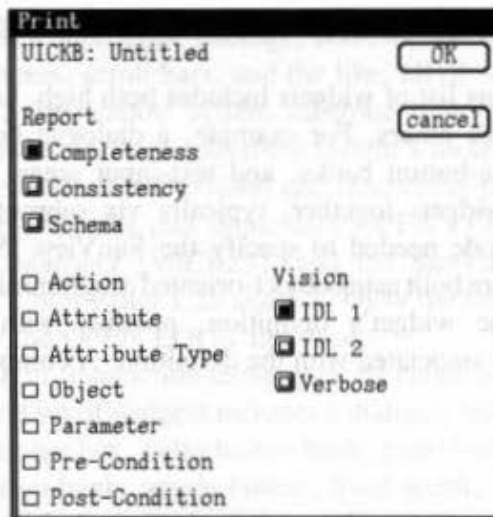 Print
UICKB: Untitled
OK
Report
cancel
Completeness
Consistency
Schema
Action
Attribute
Attribute Type
Object
Parameter
Pre-Condition
Post-Condition
Vision
IDL 1
IDL 2
Verbose